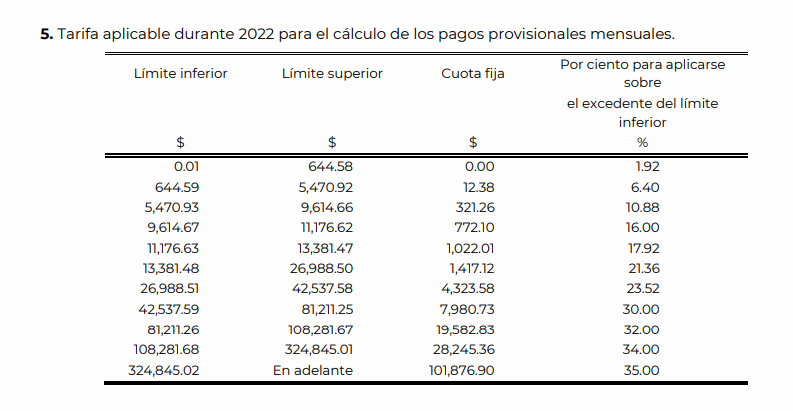 5. Tarifa aplicable durante 2022 para el cálculo de los pagos provisionales mensuales.
Límite inferior Límite superior Cuota fija Por ciento para aplicarse sobre
el excedente del límite inferior
$ $ $ %
0.01 644.58 0.00 1.92
644.59 5,470.92 12.38 6.40
5,470.93 9,614.66 321.26 10.88
9,614.67 11,176.62 772.10 16.00
11,176.63 13,381.47 1,022.01 17.92
13,381.48 26,988.50 1,417.12 21.36
26,988.51 42,537.58 4,323.58 23.52
42,537.59 81,211.25 7,980.73 30.00
81,211.26 108,281.67 19,582.83 32.00
108,281.68 324,845.01 28,245.36 34.00
324,845.02 En adelante 101,876.90 35.00